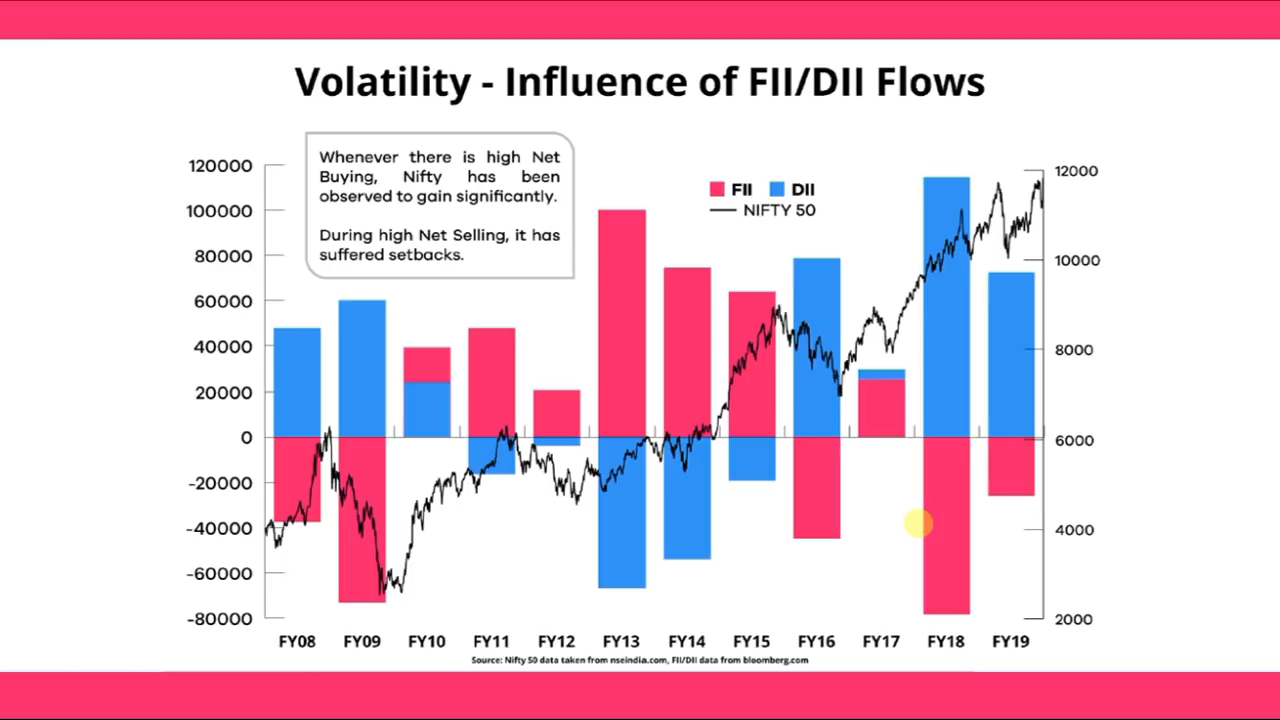 Volatility - Influence of FII/DII Flows
Whenever there is high Net
Buying, Nifty has been
observed to gain significantly.
During high Net Selling, it has
suffered setbacks.
FII DII
NIFTY 50
120000
100000
80000
60000
40000
20000
0
-20000
-40000
-60000
-80000
12000
10000
8000
6000
4000
2000
FY08 FY09 FY10 FY11 FY12 FY13 FY14 FY15 FY16 FY17 FY18 FY19
Source: Nifty 50 data taken from nseindia.com, FII/DII data from bloomberg.com